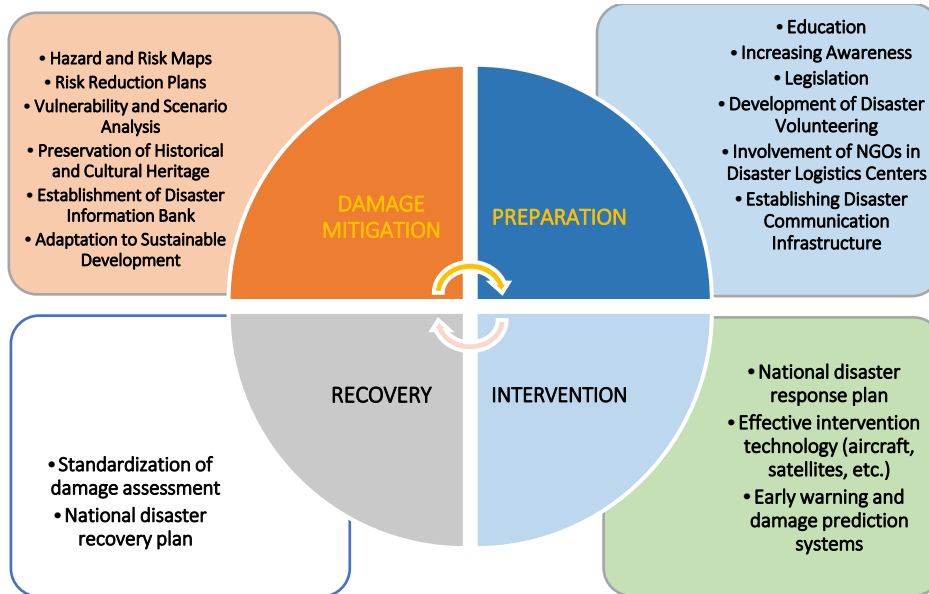 • Hazard and Risk Maps
• Risk Reduction Plans
• Vulnerability and Scenario
Analysis
• Preservation of Historical
and Cultural Heritage
• Establishment of Disaster
Information Bank
• Adaptation to Sustainable
Development
• Education
• Increasing Awareness
• Legislation
• Development of Disaster
Volunteering
• Involvement of NGOs in
Disaster Logistics Centers
• Establishing Disaster
Communication
Infrastructure
DAMAGE
MITIGATION
PREPARATION
RECOVERY
INTERVENTION
• Standardization of
damage assessment
• National disaster
recovery plan
• National disaster
response plan
• Effective intervention
technology (aircraft,
satellites, etc.)
• Early warning and
damage prediction
systems